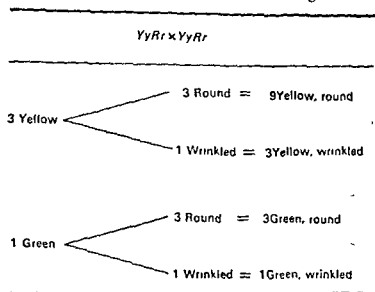 YyRr × YyRr
3 Round = 9Yellow, round
3 Yellow
1 Wrinkled = 3Yellow, wrinkled
3 Round = 3Green, round
1 Green
1 Wrinkled = 1Green, wrinkled